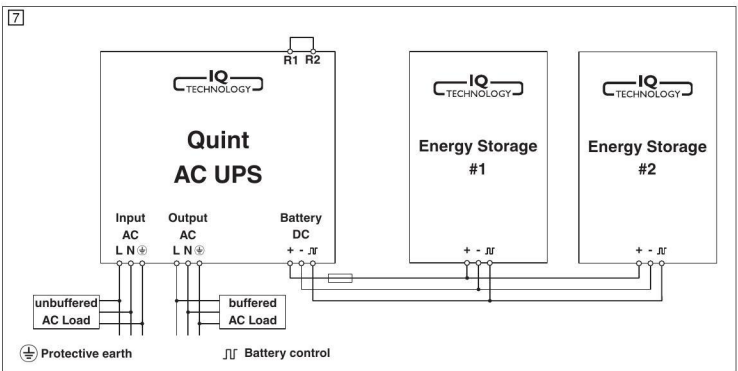 7
R1 R2
IQ
TECHNOLOGY
Quint
AC UPS
Input
AC
L N
Output
AC
L N
Battery
DC
+ -
IQ
TECHNOLOGY
Energy Storage
#1
+ -
IQ
TECHNOLOGY
Energy Storage
#2
+ -
unbuffered
AC Load
buffered
AC Load
Protective earth
Battery control